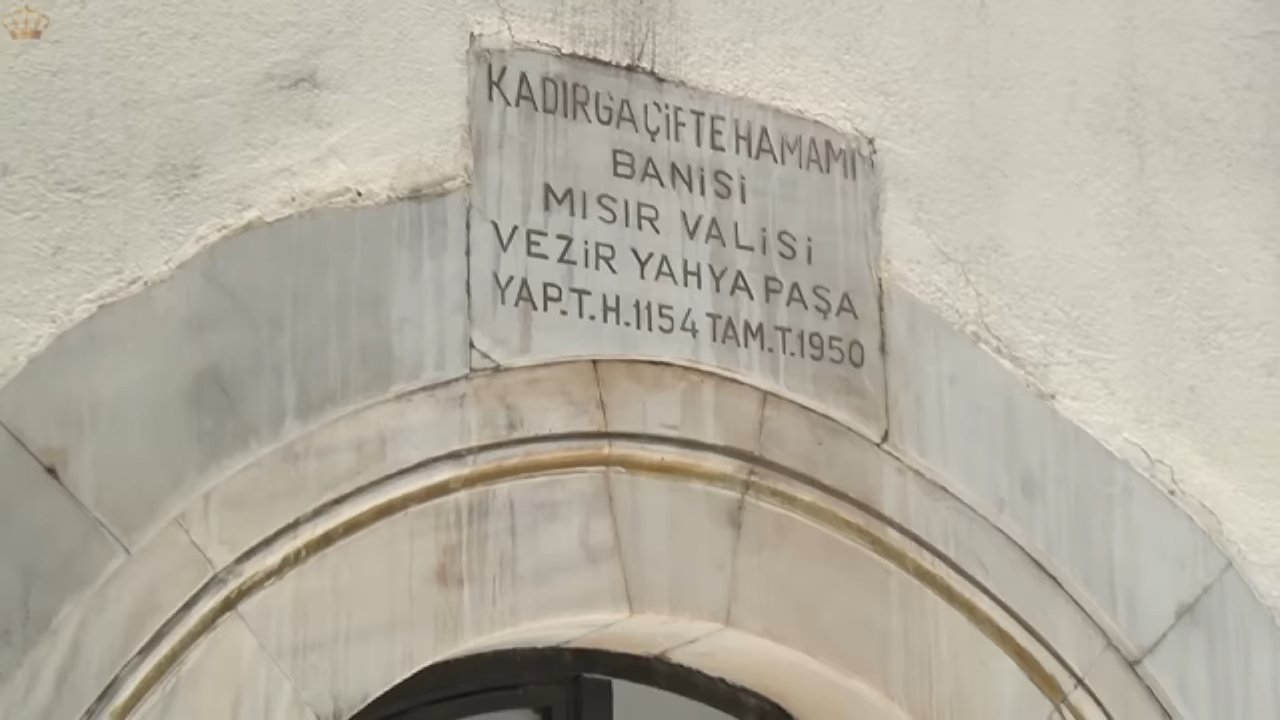 KADIRGA ÇİFTE HAMAMI
BANİSİ
MISIR VALİSİ
VEZİR YAHYA PAŞA
YAP.T.H.1154 TAM.T.1950